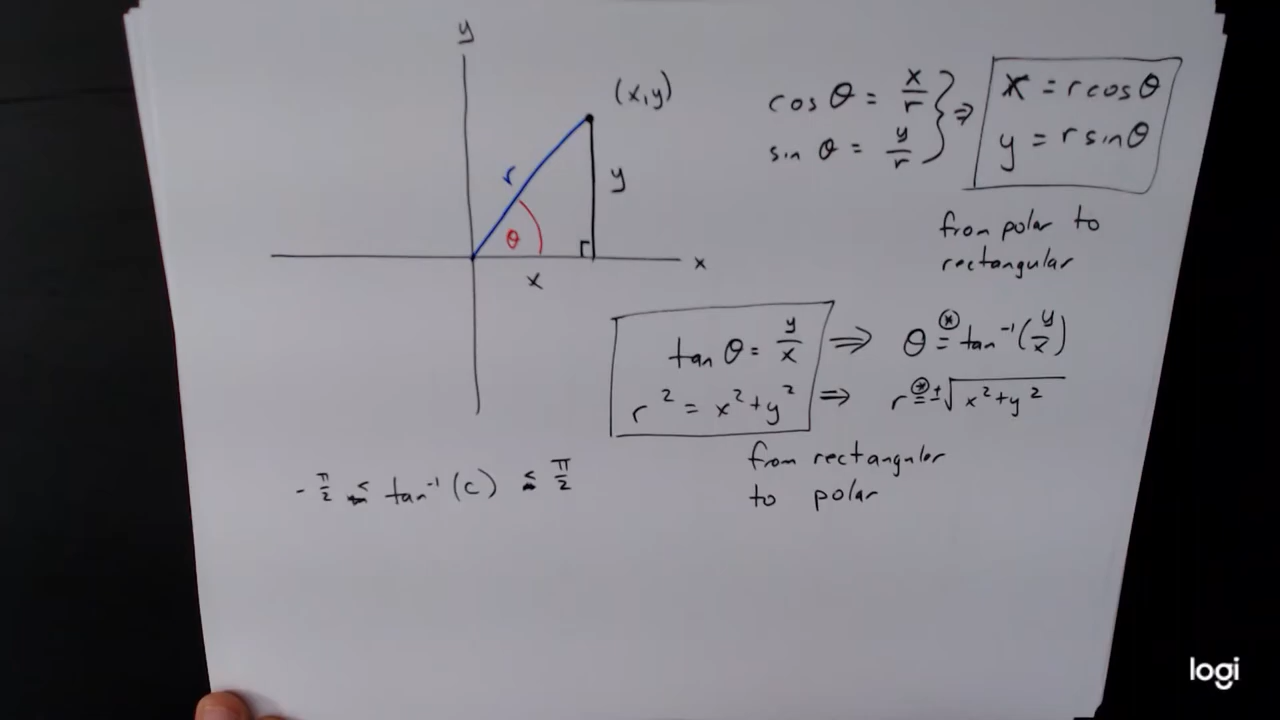 y
(x,y)
r
y
θ
x
x
cos θ = x/r
sin θ = y/r
} ⇒
x = r cos θ
y = r sin θ
from polar to
rectangular
tan θ = y/x ⇒ θ ⊛= tan⁻¹(y/x)
r² = x² + y² ⇒ r ⊛= ±√(x² + y²)
from rectangular
to polar
-π/2 ≤ tan⁻¹(c) ≤ π/2
logi